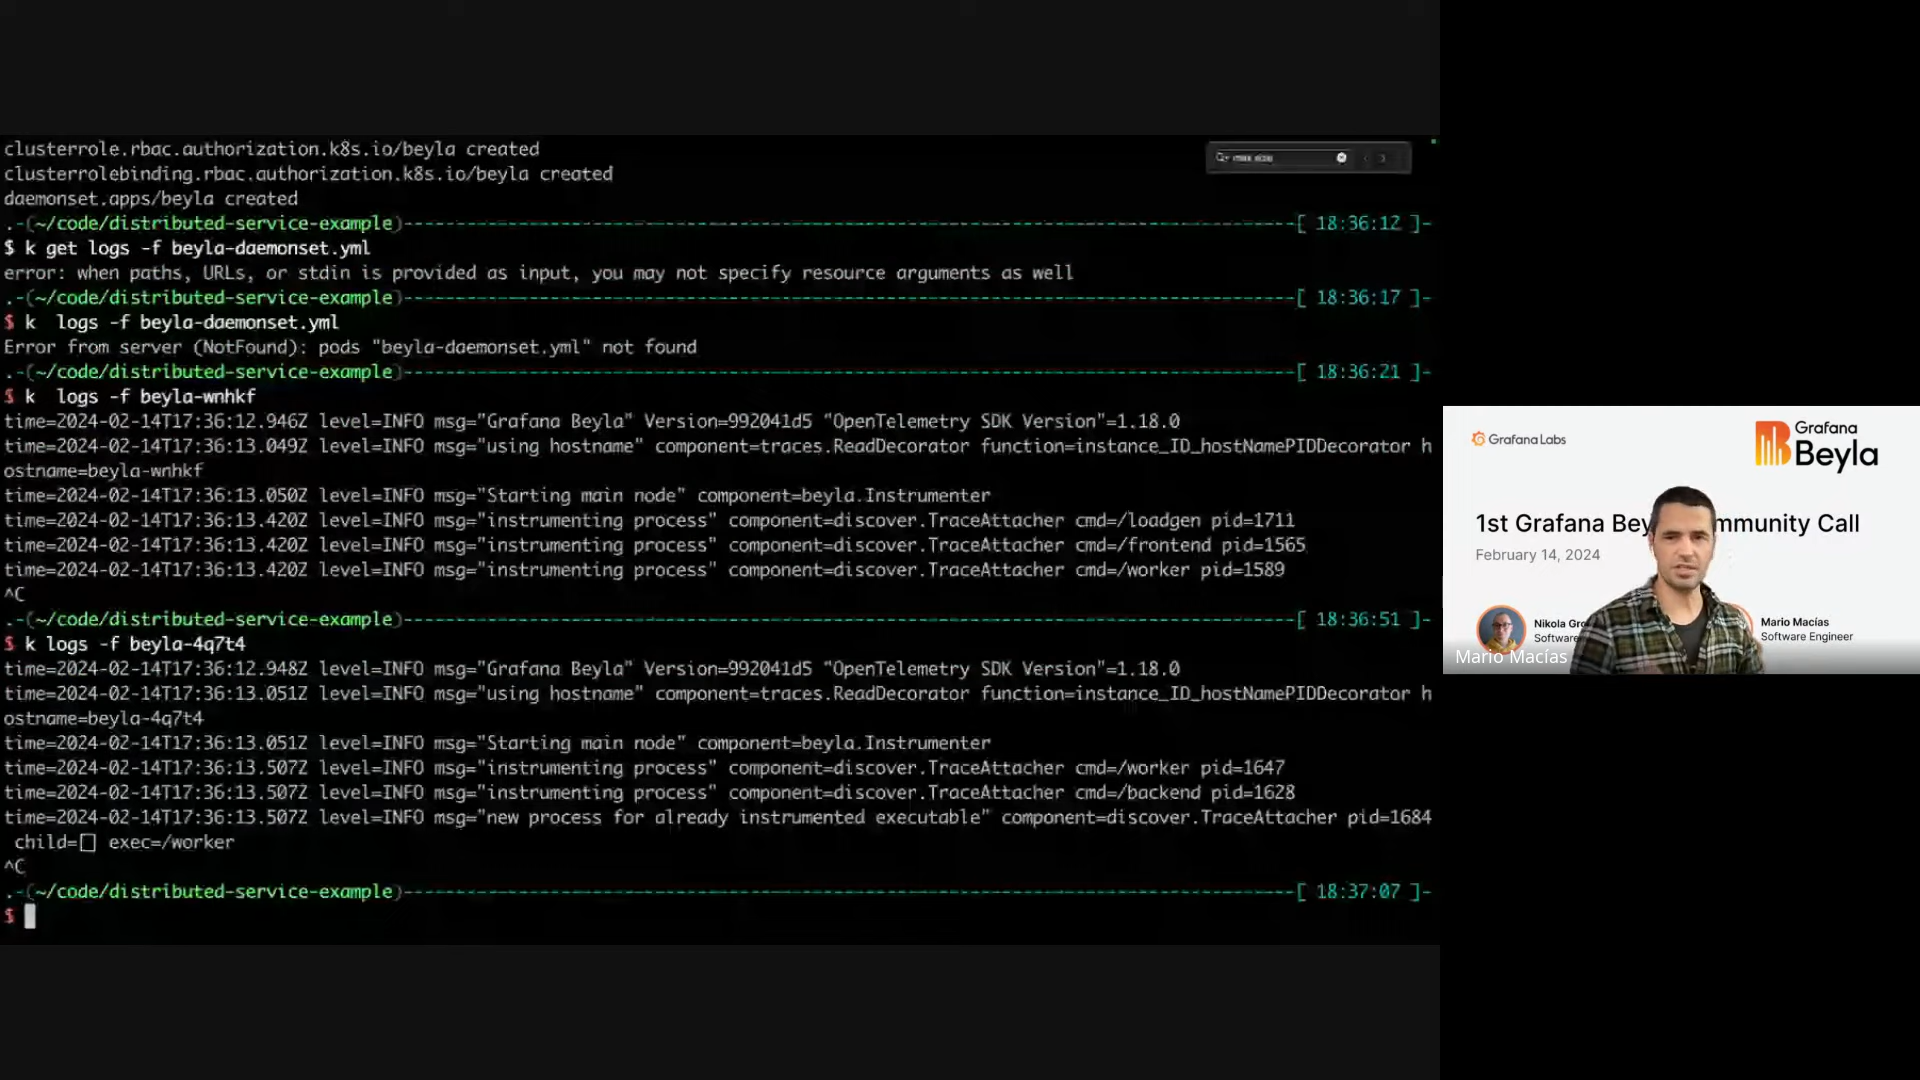 clusterrole.rbac.authorization.k8s.io/beyla created
clusterrolebinding.rbac.authorization.k8s.io/beyla created
daemonset.apps/beyla created
.-(~/code/distributed-service-example)------[ 18:36:12 ]-
$ k get logs -f beyla-daemonset.yml
error: when paths, URLs, or stdin is provided as input, you may not specify resource arguments as well
.-(~/code/distributed-service-example)------[ 18:36:17 ]-
$ k  logs -f beyla-daemonset.yml
Error from server (NotFound): pods "beyla-daemonset.yml" not found
.-(~/code/distributed-service-example)------[ 18:36:21 ]-
$ k  logs -f beyla-wnhkf
time=2024-02-14T17:36:12.946Z level=INFO msg="Grafana Beyla" Version=992041d5 "OpenTelemetry SDK Version"=1.18.0
time=2024-02-14T17:36:13.049Z level=INFO msg="using hostname" component=traces.ReadDecorator function=instance_ID_hostNamePIDDecorator h
ostname=beyla-wnhkf
time=2024-02-14T17:36:13.050Z level=INFO msg="Starting main node" component=beyla.Instrumenter
time=2024-02-14T17:36:13.420Z level=INFO msg="instrumenting process" component=discover.TraceAttacher cmd=/loadgen pid=1711
time=2024-02-14T17:36:13.420Z level=INFO msg="instrumenting process" component=discover.TraceAttacher cmd=/frontend pid=1565
time=2024-02-14T17:36:13.420Z level=INFO msg="instrumenting process" component=discover.TraceAttacher cmd=/worker pid=1589
^C
.-(~/code/distributed-service-example)------[ 18:36:51 ]-
$ k logs -f beyla-4q7t4
time=2024-02-14T17:36:12.948Z level=INFO msg="Grafana Beyla" Version=992041d5 "OpenTelemetry SDK Version"=1.18.0
time=2024-02-14T17:36:13.051Z level=INFO msg="using hostname" component=traces.ReadDecorator function=instance_ID_hostNamePIDDecorator h
ostname=beyla-4q7t4
time=2024-02-14T17:36:13.051Z level=INFO msg="Starting main node" component=beyla.Instrumenter
time=2024-02-14T17:36:13.507Z level=INFO msg="instrumenting process" component=discover.TraceAttacher cmd=/worker pid=1647
time=2024-02-14T17:36:13.507Z level=INFO msg="instrumenting process" component=discover.TraceAttacher cmd=/backend pid=1628
time=2024-02-14T17:36:13.507Z level=INFO msg="new process for already instrumented executable" component=discover.TraceAttacher pid=1684
 child=[] exec=/worker
^C
.-(~/code/distributed-service-example)------[ 18:37:07 ]-
$
Grafana Labs
Grafana
Beyla
1st Grafana Bey mmunity Call
February 14, 2024
Nikola Gro
Software
Mario Macías
Software Engineer
Mario Macías